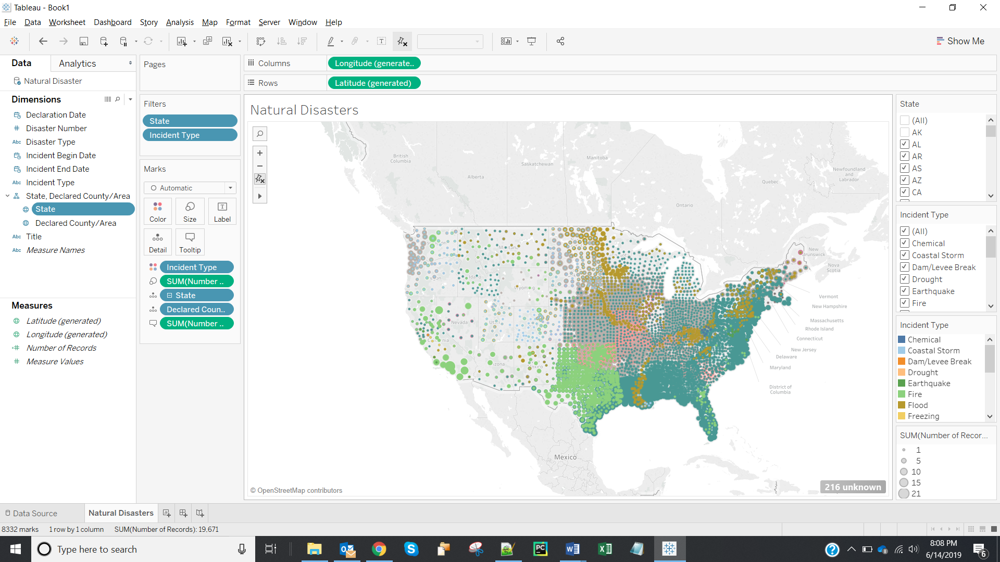 Tableau - Book1
File Data Worksheet Dashboard Story Analysis Map Format Server Window Help
Show Me
Data
Analytics
Natural Disaster
Dimensions
Declaration Date
Disaster Number
Abc Disaster Type
Incident Begin Date
Incident End Date
Abc Incident Type
State, Declared County/Area
State
Declared County/Area
Abc Title
Abc Measure Names
Measures
Latitude (generated)
Longitude (generated)
Number of Records
Measure Values
Pages
Filters
State
Incident Type
Marks
Automatic
Color Size Label
Detail Tooltip
Incident Type
SUM(Number ..
State
Declared Coun..
SUM(Number ..
Columns Longitude (generate..
Rows Latitude (generated)
Natural Disasters
British
Columbia
Alberta
Saskatchewan
Manitoba
Ontario
Quebec
Newfoundland
and
Labrador
New
Brunswick
Nova
Scotia
Nevada
Vermont
New Hampshire
Massachusetts
Rhode Island
Connecticut
New Jersey
Delaware
Maryland
District of
Columbia
Mexico
© OpenStreetMap contributors
216 unknown
State
(All)
AK
AL
AR
AS
AZ
CA
Incident Type
(All)
Chemical
Coastal Storm
Dam/Levee Break
Drought
Earthquake
Fire
Incident Type
Chemical
Coastal Storm
Dam/Levee Break
Drought
Earthquake
Fire
Flood
Freezing
SUM(Number of Recor...
1
5
10
15
21
Data Source
Natural Disasters
8332 marks 1 row by 1 column SUM(Number of Records): 19,671
Type here to search
PC
8:08 PM
6/14/2019
6